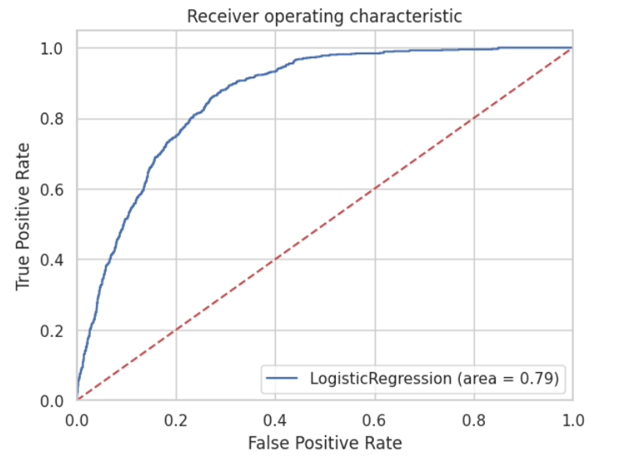 Receiver operating characteristic
1.0
0.8
0.6
0.4
0.2
0.0
True Positive Rate
LogisticRegression (area = 0.79)
0.0 0.2 0.4 0.6 0.8 1.0
False Positive Rate